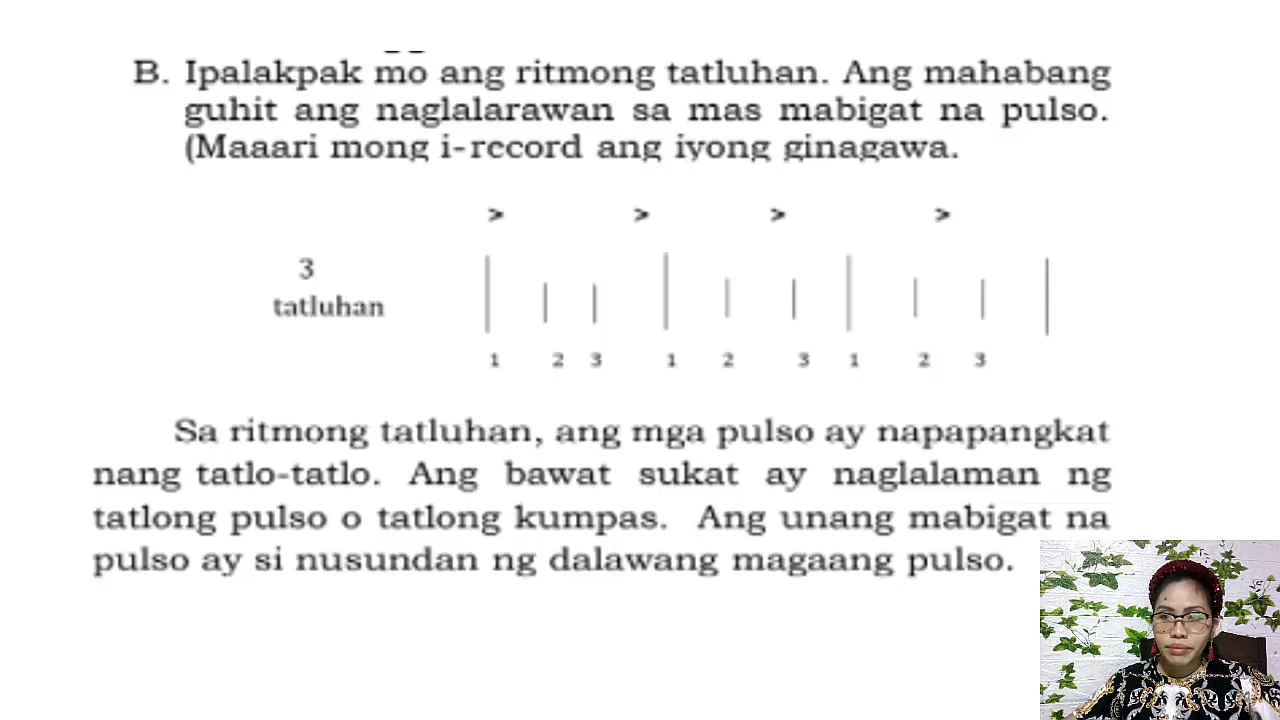 B. Ipalakpak mo ang ritmong tatluhan. Ang mahabang
guhit ang naglalarawan sa mas mabigat na pulso.
(Maaari mong i-record ang iyong ginagawa.
> > > >
3
tatluhan
1 2 3 1 2 3 1 2 3
Sa ritmong tatluhan, ang mga pulso ay napapangkat
nang tatlo-tatlo. Ang bawat sukat ay naglalaman ng
tatlong pulso o tatlong kumpas. Ang unang mabigat na
pulso ay si nusundan ng dalawang magaang pulso.